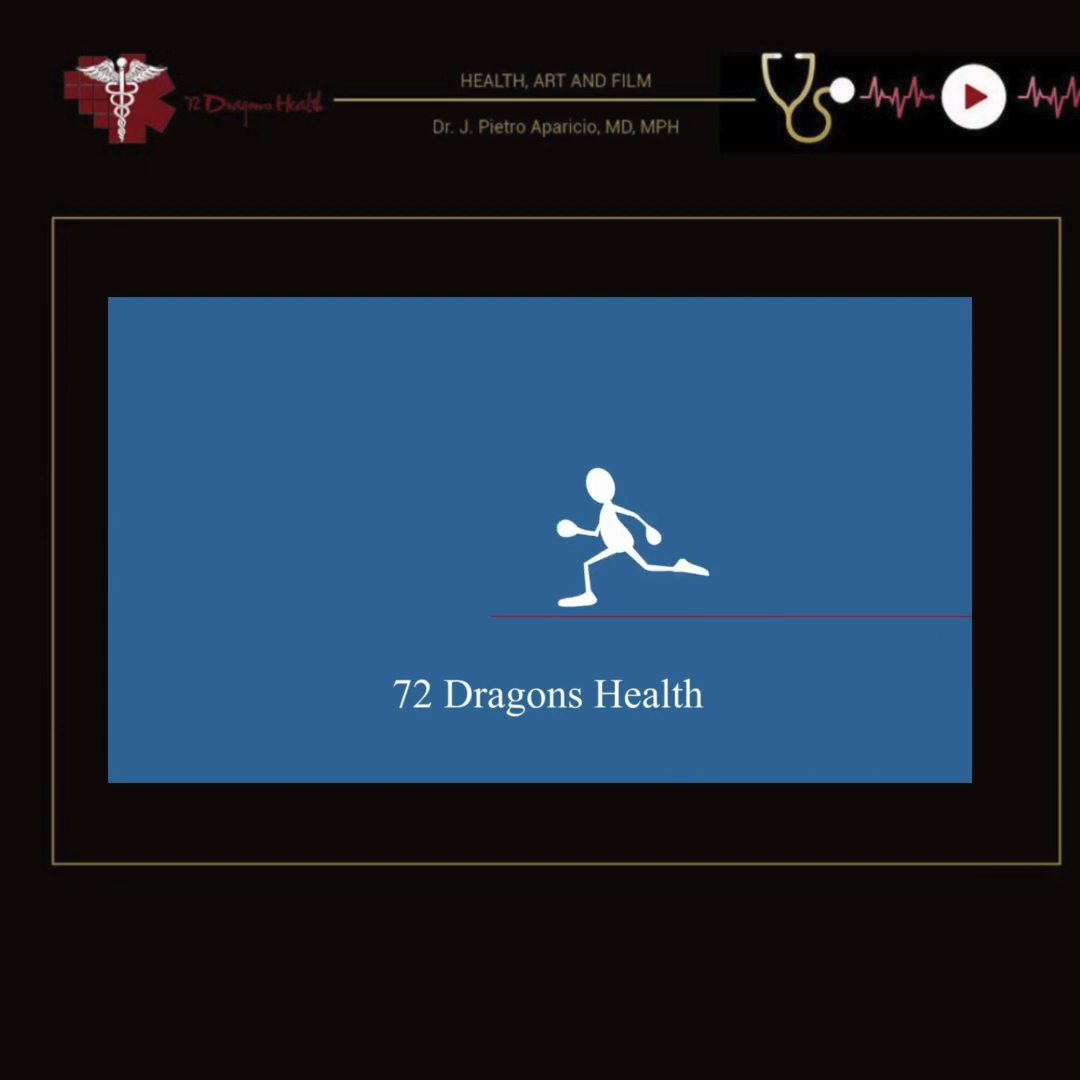 72 Dragons Health
HEALTH, ART AND FILM
Dr. J. Pietro Aparicio, MD, MPH
72 Dragons Health